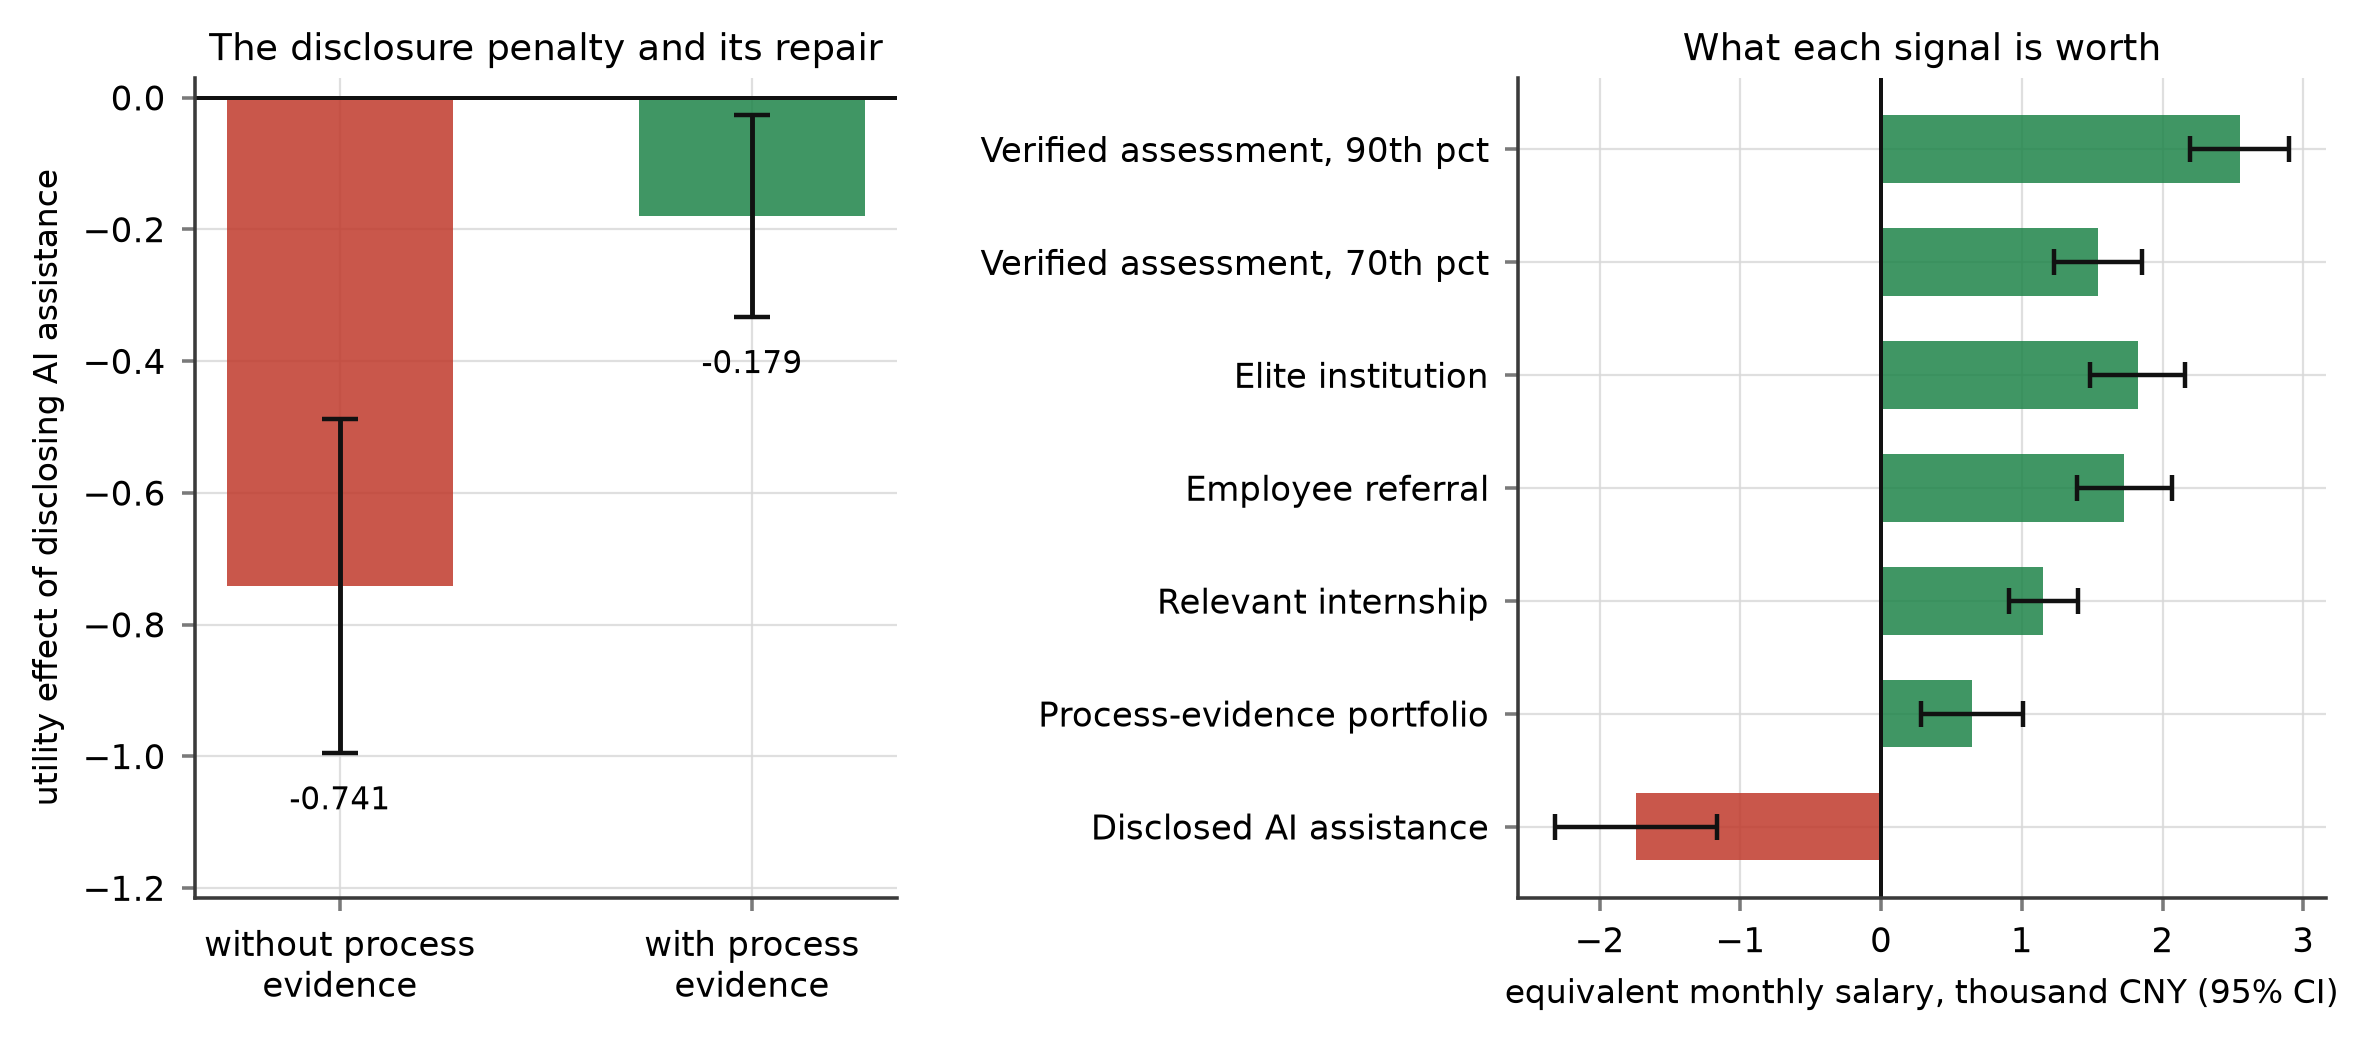 The disclosure penalty and its repair
utility effect of disclosing AI assistance
0.0
−0.2
−0.4
−0.6
−0.8
−1.0
−1.2
-0.741
-0.179
without process
evidence
with process
evidence
What each signal is worth
Verified assessment, 90th pct
Verified assessment, 70th pct
Elite institution
Employee referral
Relevant internship
Process-evidence portfolio
Disclosed AI assistance
−2
−1
0
1
2
3
equivalent monthly salary, thousand CNY (95% CI)